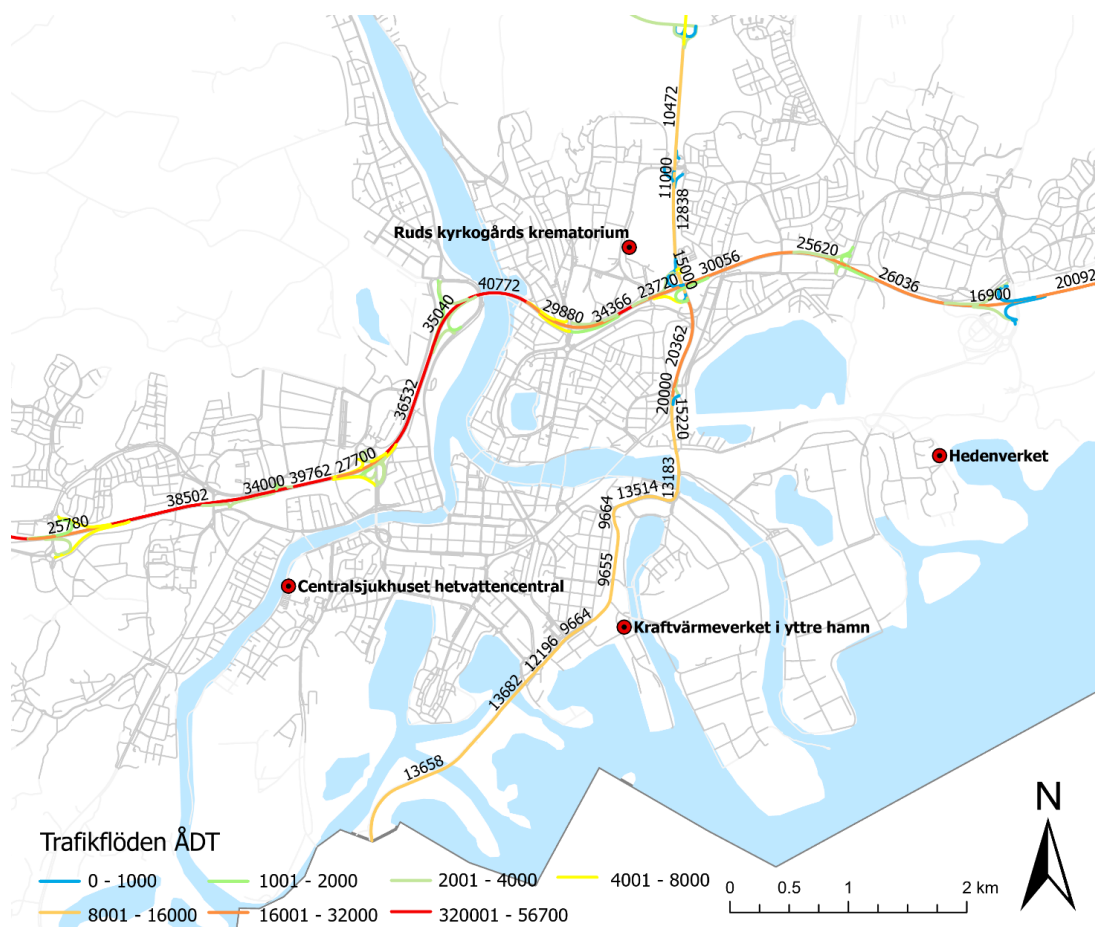 10472
11000
12838
Ruds kyrkogårds krematorium
15000
25620
30056
23720
40772
26036
16900
20092
35040
29880
34366
20362
36532
20000
15220
27700
39762
34000
38502
Hedenverket
13183
13514
9664
25780
9655
Centralsjukhuset hetvattencentral
9664
Kraftvärmeverket i yttre hamn
12196
13682
13658
N
Trafikflöden ÅDT
0 - 1000
1001 - 2000
2001 - 4000
4001 - 8000
8001 - 16000
16001 - 32000
320001 - 56700
0 0.5 1 2 km